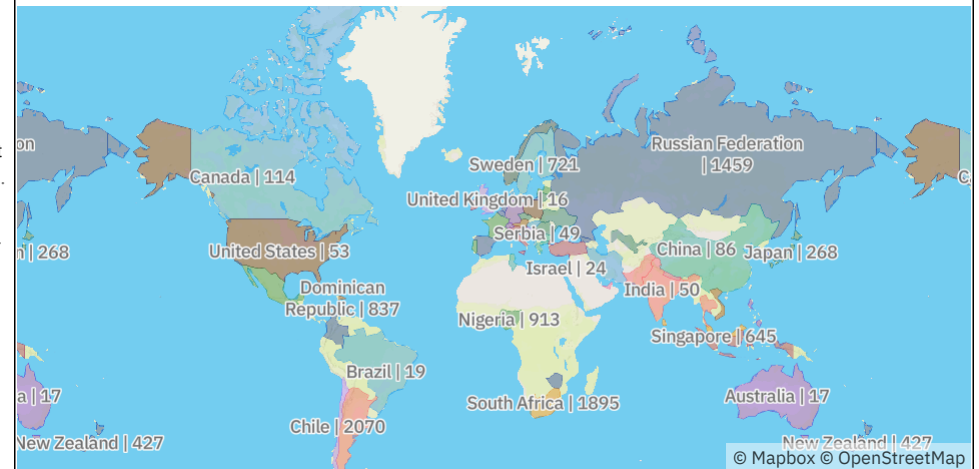 on
Russian Federation
| 1459
Sweden | 721
Canada | 114
C
United Kingdom | 16
Serbia | 49
n | 268
United States | 53
China | 86
Japan | 268
Israel | 24
India | 50
Dominican
Republic | 837
Nigeria | 913
Singapore | 645
Brazil | 19
a | 17
South Africa | 1895
Australia | 17
Chile | 2070
New Zealand | 427
New Zealand | 427
© Mapbox © OpenStreetMap